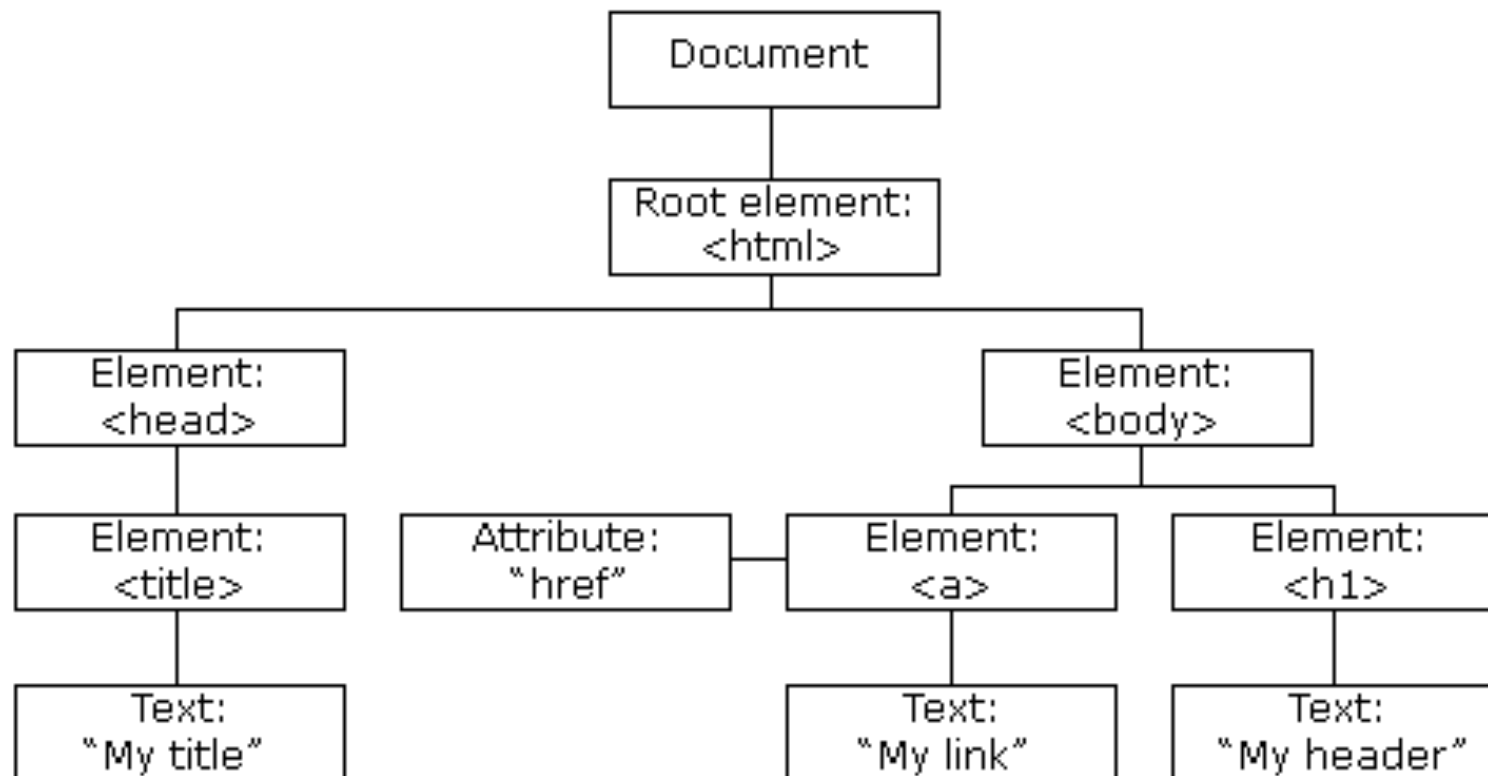 Document
Root element:
<html>
Element:
<head>
Element:
<body>
Element:
<title>
Attribute:
“href”
Element:
<a>
Element:
<h1>
Text:
“My title”
Text:
“My link”
Text:
“My header”